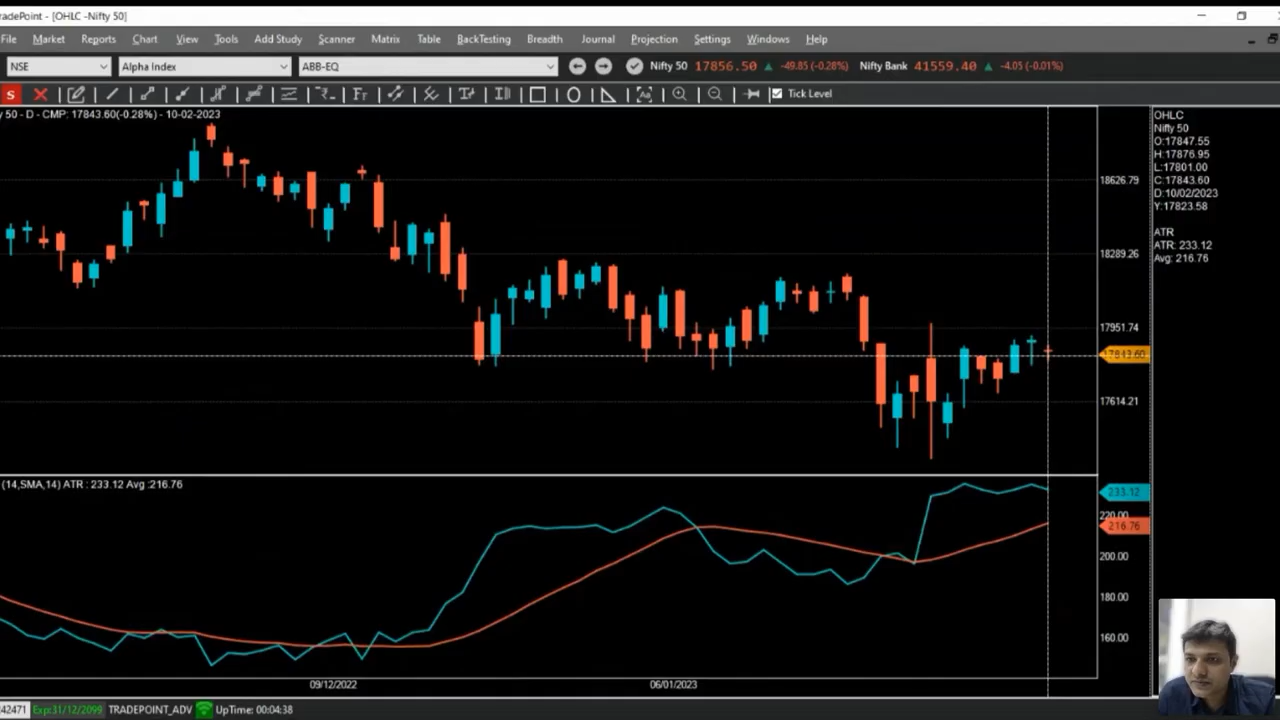 radePoint - [OHLC -Nifty 50]
File Market Reports Chart View Tools Add Study Scanner Matrix Table BackTesting Breadth Journal Projection Settings Windows Help
NSE Alpha Index ABB-EQ Nifty 50 17856.50 ▲ -49.85 (-0.28%) Nifty Bank 41559.40 ▲ -4.05 (-0.01%)
S Tick Level
y 50 - D - CMP: 17843.60(-0.28%) - 10-02-2023
OHLC
Nifty 50
O:17847.55
H:17876.95
L:17801.00
C:17843.60
D:10/02/2023
Y:17823.58
ATR
ATR: 233.12
Avg: 216.76
18626.79
18289.26
17951.74
17843.60
17614.21
(14,SMA,14) ATR : 233.12 Avg :216.76
233.12
220.00
216.76
200.00
180.00
160.00
09/12/2022 06/01/2023
42471 Exp:31/12/2099 TRADEPOINT_ADV UpTime: 00:04:38